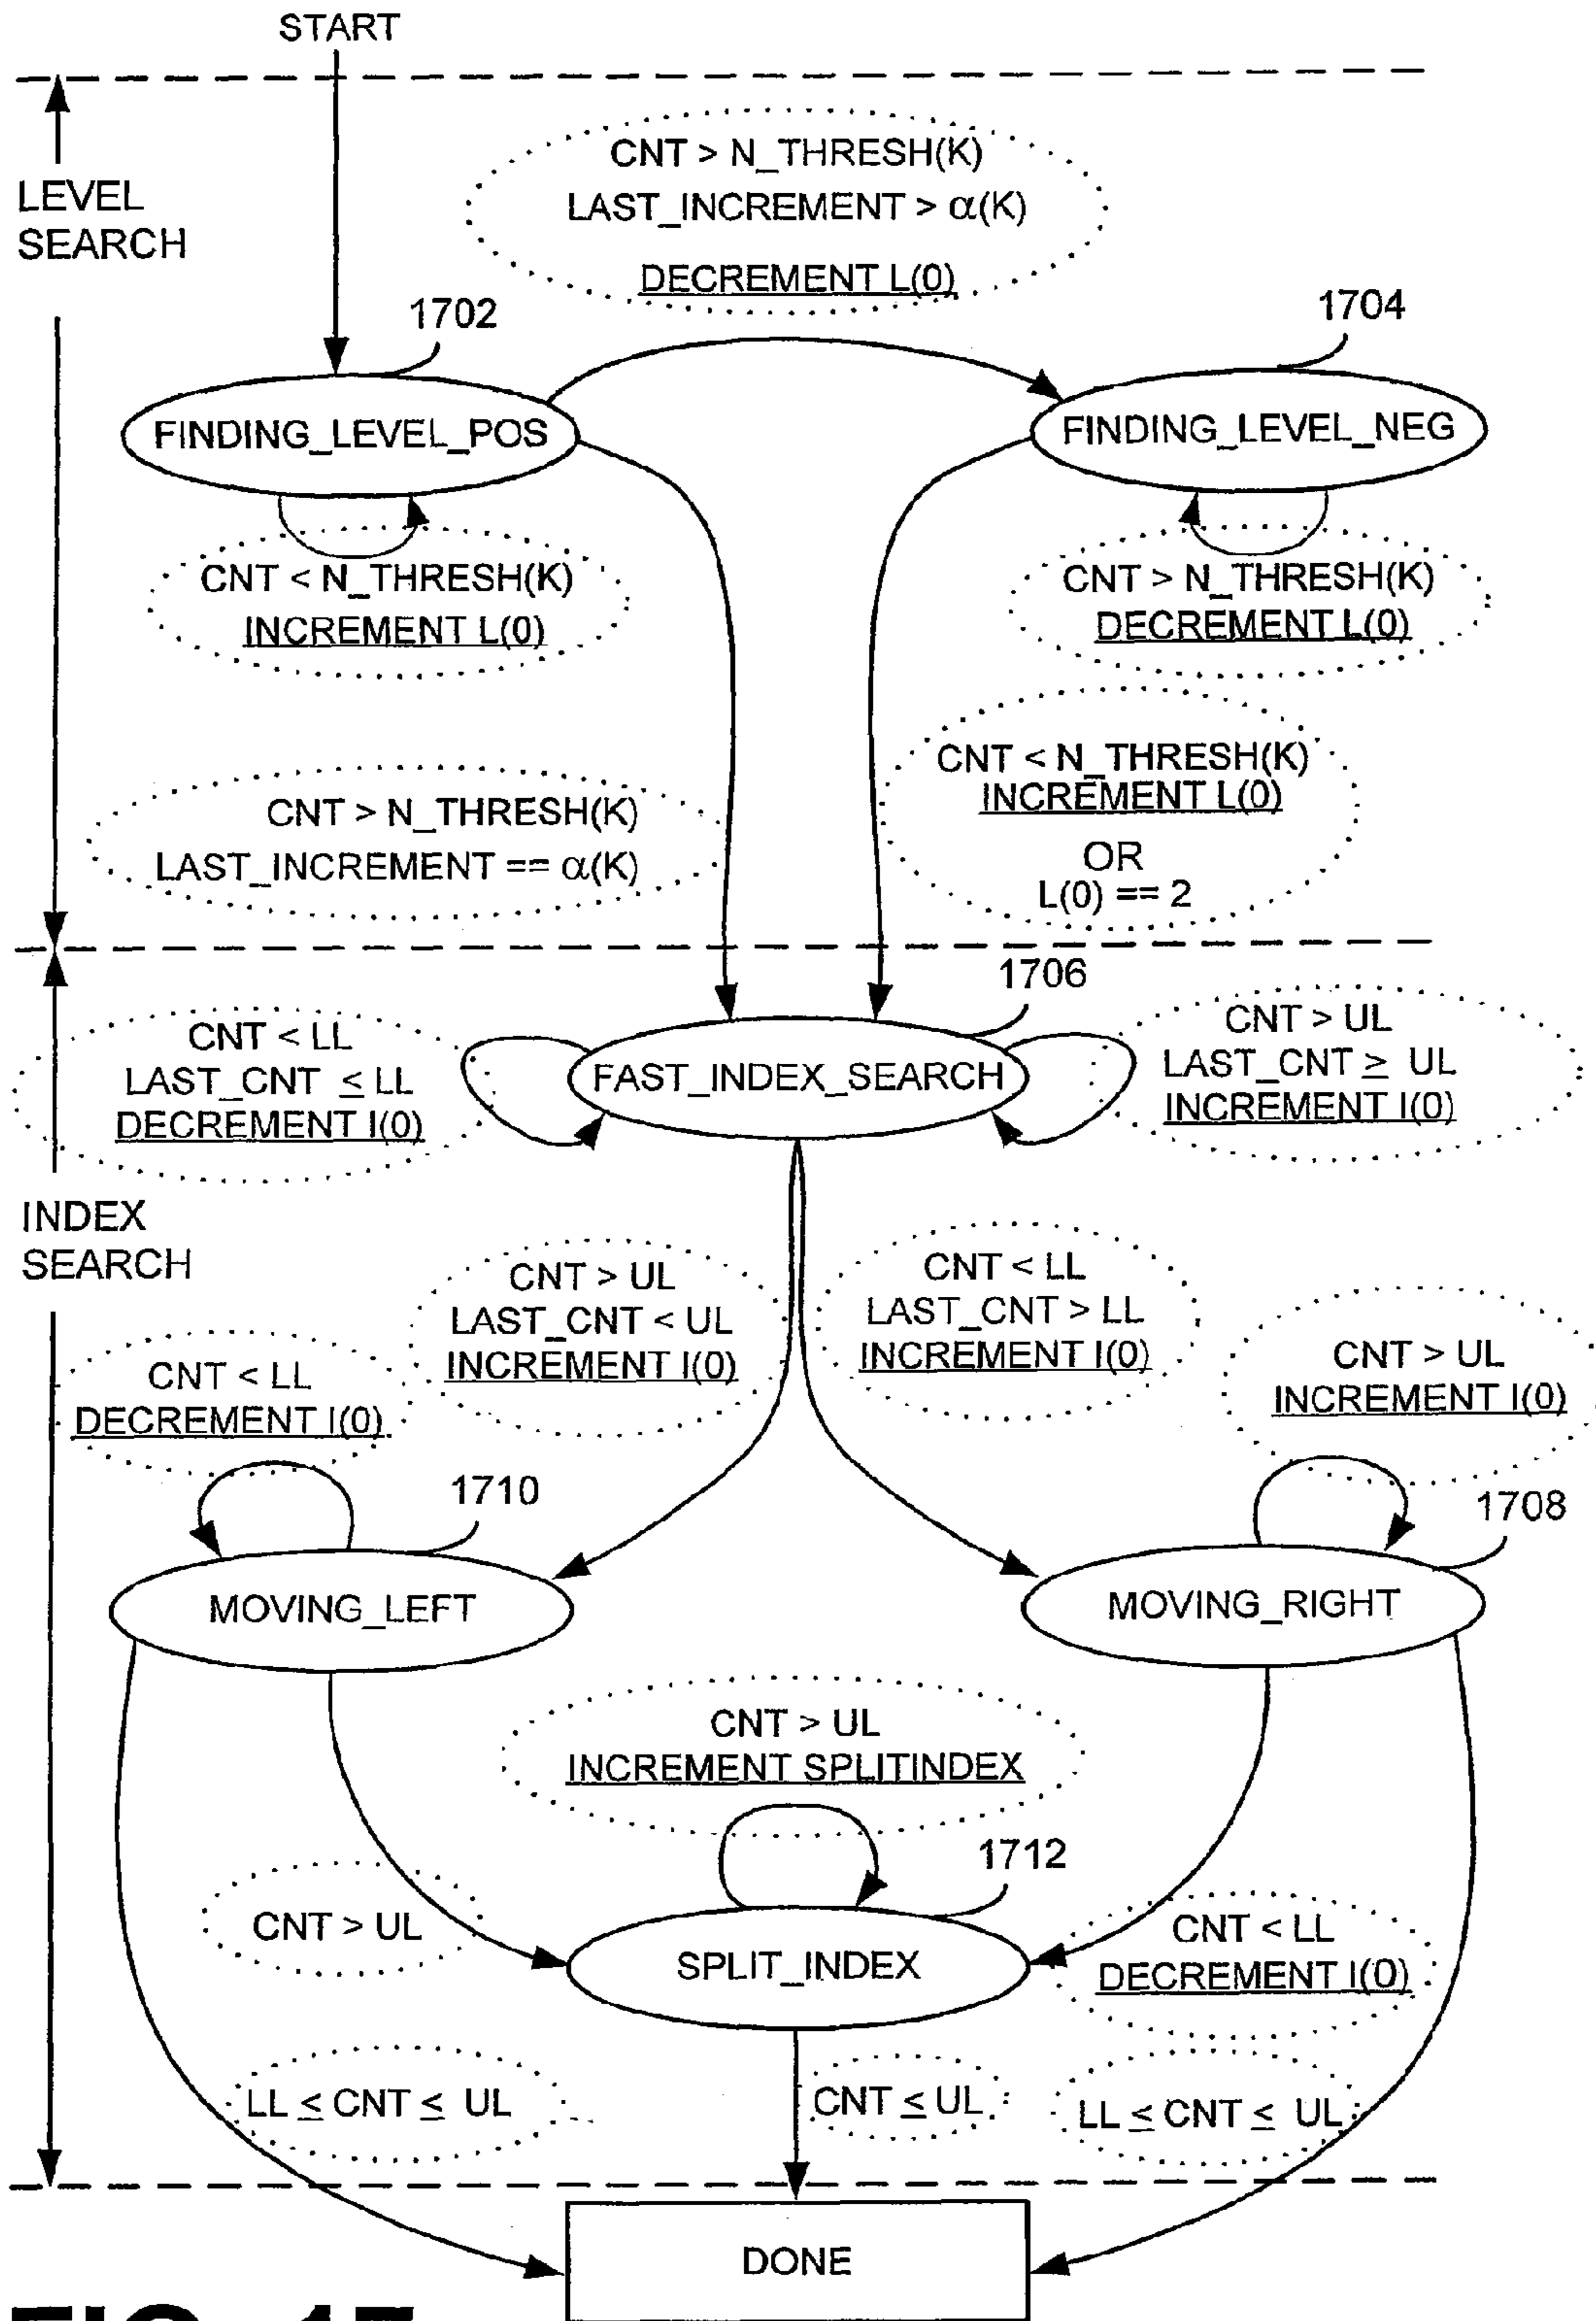 START
CNT > N_THRESH(K)
LAST_INCREMENT > α(K)
DECREMENT L(0)
LEVEL
SEARCH
1702
1704
FINDING_LEVEL_POS
FINDING_LEVEL_NEG
CNT < N_THRESH(K)
INCREMENT L(0)
CNT > N_THRESH(K)
DECREMENT L(0)
CNT < N_THRESH(K)
INCREMENT L(0)
OR
L(0) == 2
CNT > N_THRESH(K)
LAST_INCREMENT == α(K)
1706
CNT < LL
LAST_CNT ≤ LL
DECREMENT I(0)
FAST_INDEX_SEARCH
CNT > UL
LAST_CNT ≥ UL
INCREMENT I(0)
INDEX
SEARCH
CNT > UL
LAST_CNT < UL
INCREMENT I(0)
CNT < LL
LAST_CNT > LL
INCREMENT I(0)
CNT < LL
DECREMENT I(0)
CNT > UL
INCREMENT I(0)
1710
1708
MOVING_LEFT
MOVING_RIGHT
CNT > UL
INCREMENT SPLITINDEX
1712
CNT > UL
SPLIT_INDEX
CNT < LL
DECREMENT I(0)
LL ≤ CNT ≤ UL
CNT ≤ UL
LL ≤ CNT ≤ UL
DONE